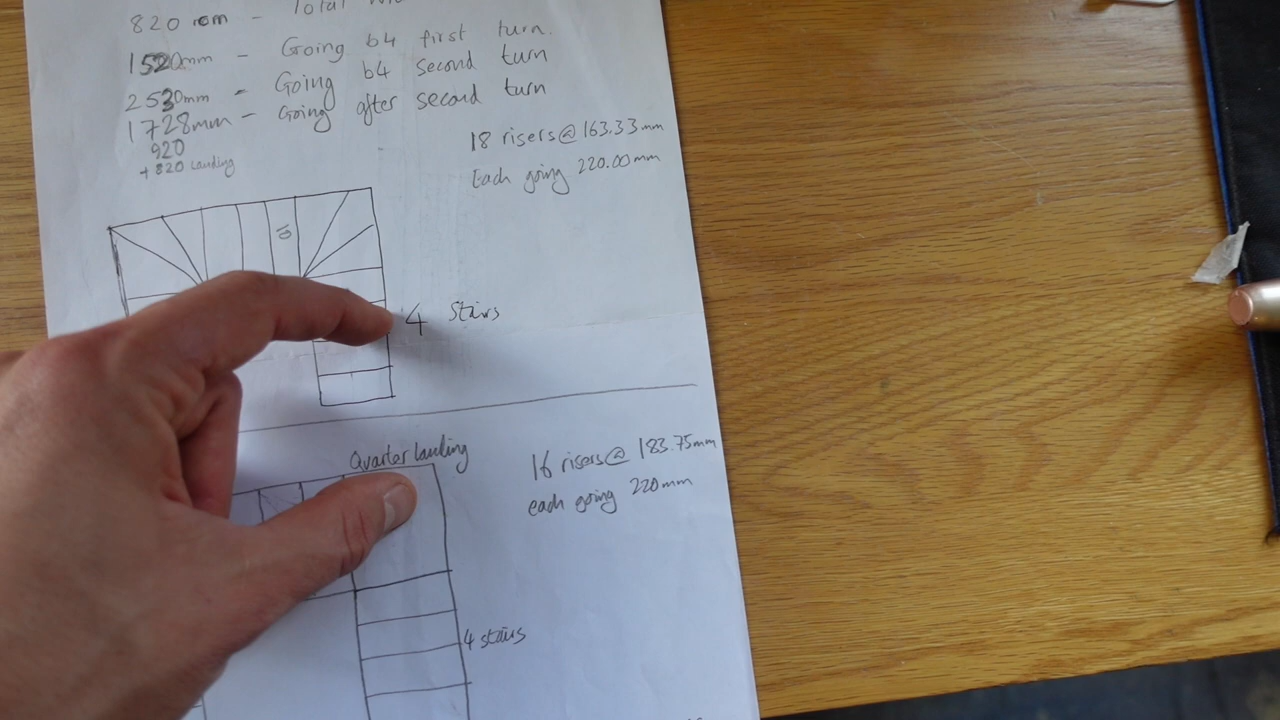 820 mm - Total
1520mm - Going b4 first turn.
2530mm - Going b4 second turn
1728mm - Going after second turn
920
+ 820 Landing
18 risers @ 163.33mm
Each going 220.00mm
10
4 stairs
Quarter landing
16 risers @ 183.75mm
each going 220mm
4 stairs